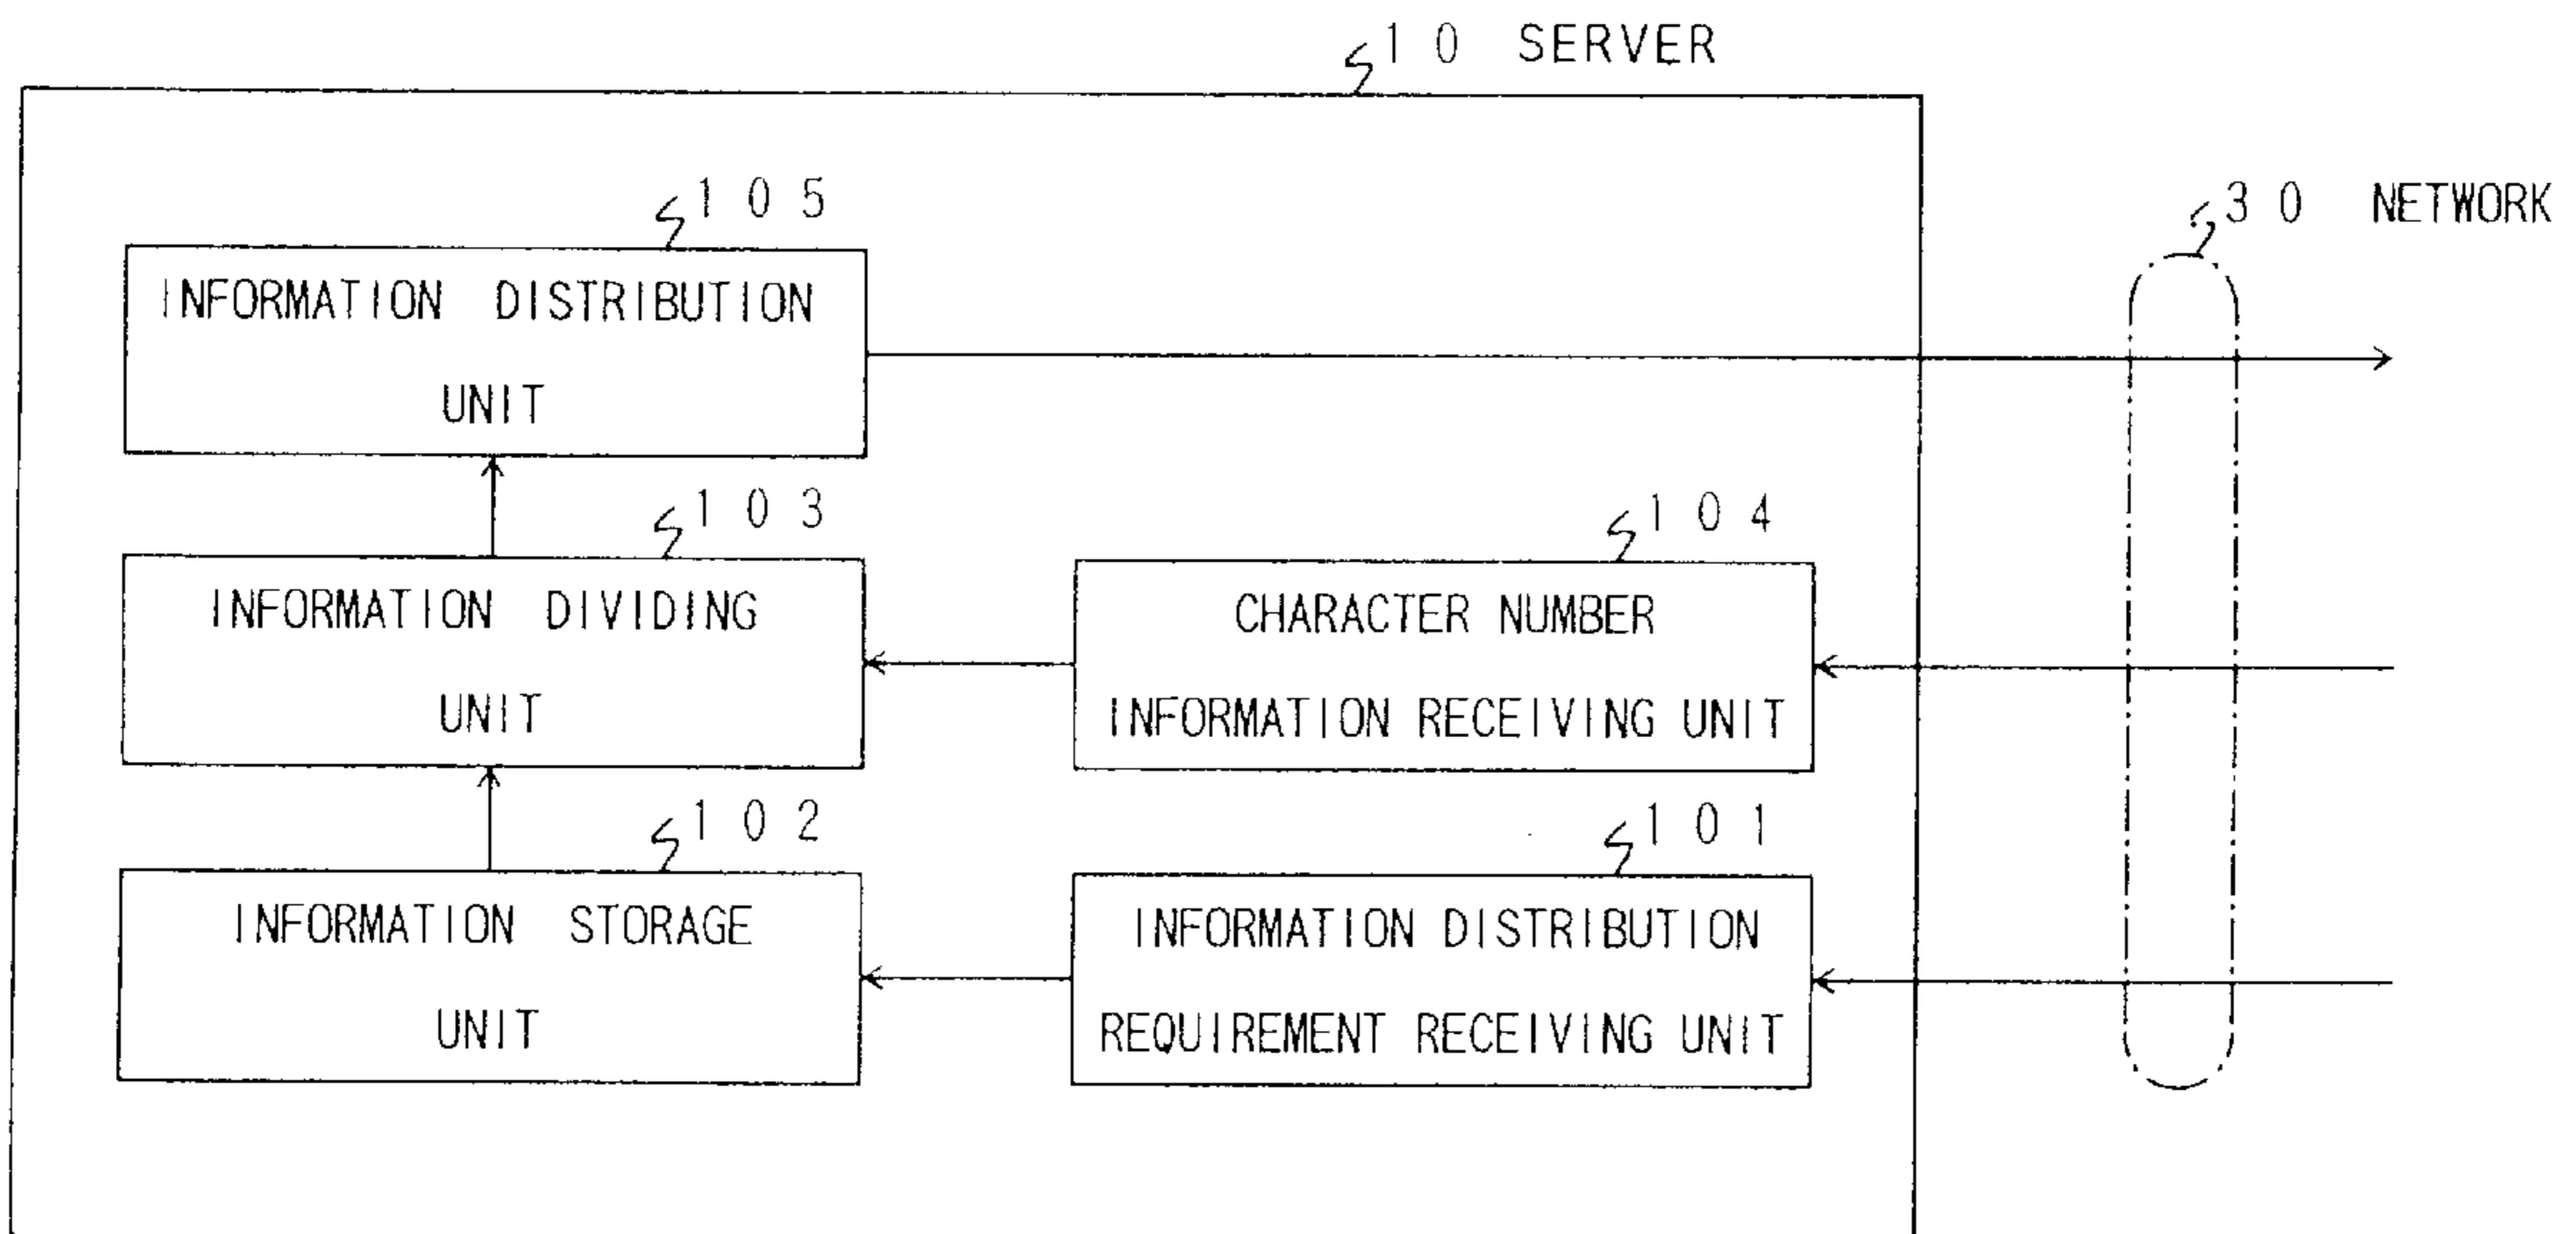 10 SERVER
105
30 NETWORK
INFORMATION DISTRIBUTION
UNIT
103
104
INFORMATION DIVIDING
UNIT
CHARACTER NUMBER
INFORMATION RECEIVING UNIT
102
101
INFORMATION STORAGE
UNIT
INFORMATION DISTRIBUTION
REQUIREMENT RECEIVING UNIT